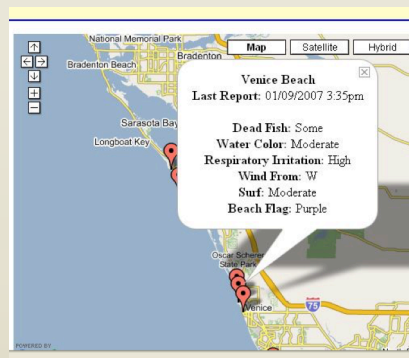 National Memorial Park
Map
Satellite
Hybrid
Bradenton
Bradenton Beach
Venice Beach
Last Report: 01/09/2007 3:35pm
Dead Fish: Some
Water Color: Moderate
Respiratory Irritation: High
Wind From: W
Surf: Moderate
Beach Flag: Purple
Sarasota Bay
Longboat Key
Oscar Scherer
State Park
Venice
75
POWERED BY